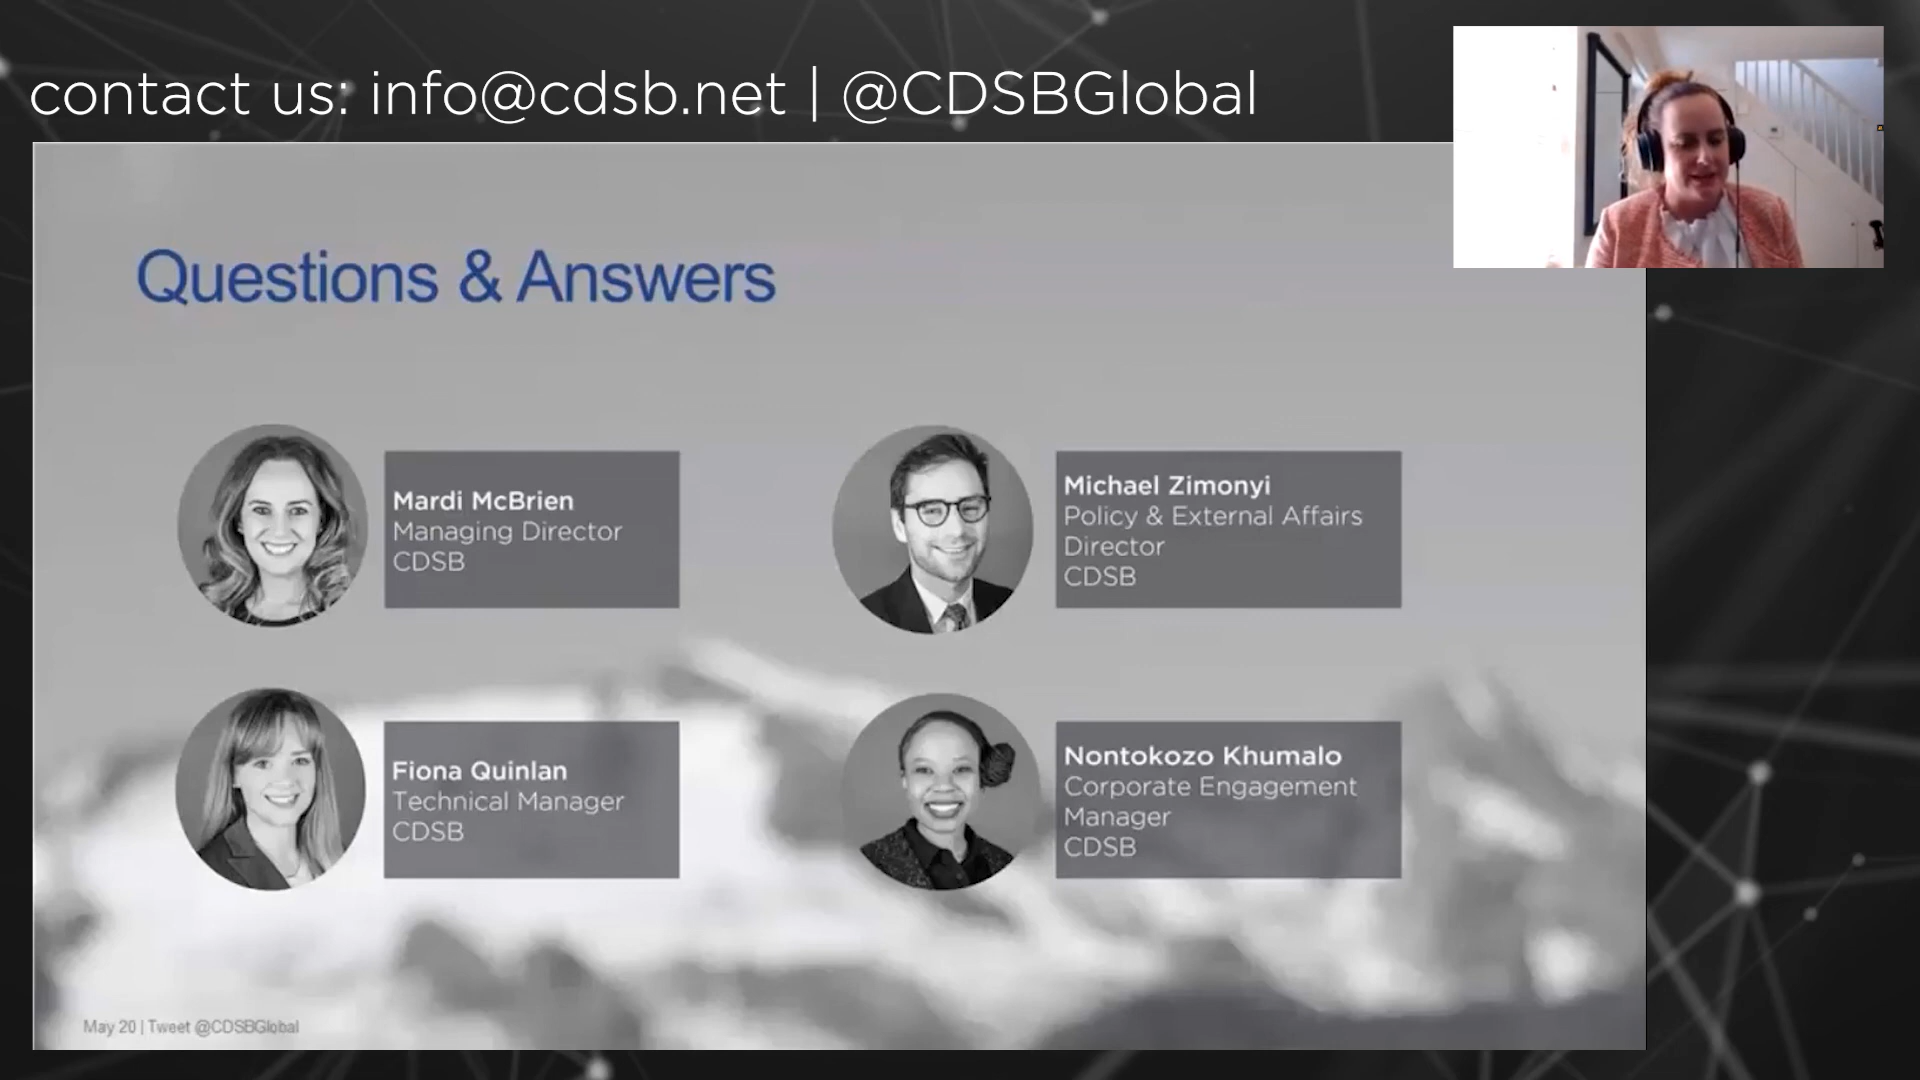 contact us: info@cdsb.net | @CDSBGlobal
Questions & Answers
Mardi McBrien
Managing Director
CDSB
Michael Zimonyi
Policy & External Affairs
Director
CDSB
Fiona Quinlan
Technical Manager
CDSB
Nontokozo Khumalo
Corporate Engagement
Manager
CDSB
May 20 | Tweet @CDSBGlobal